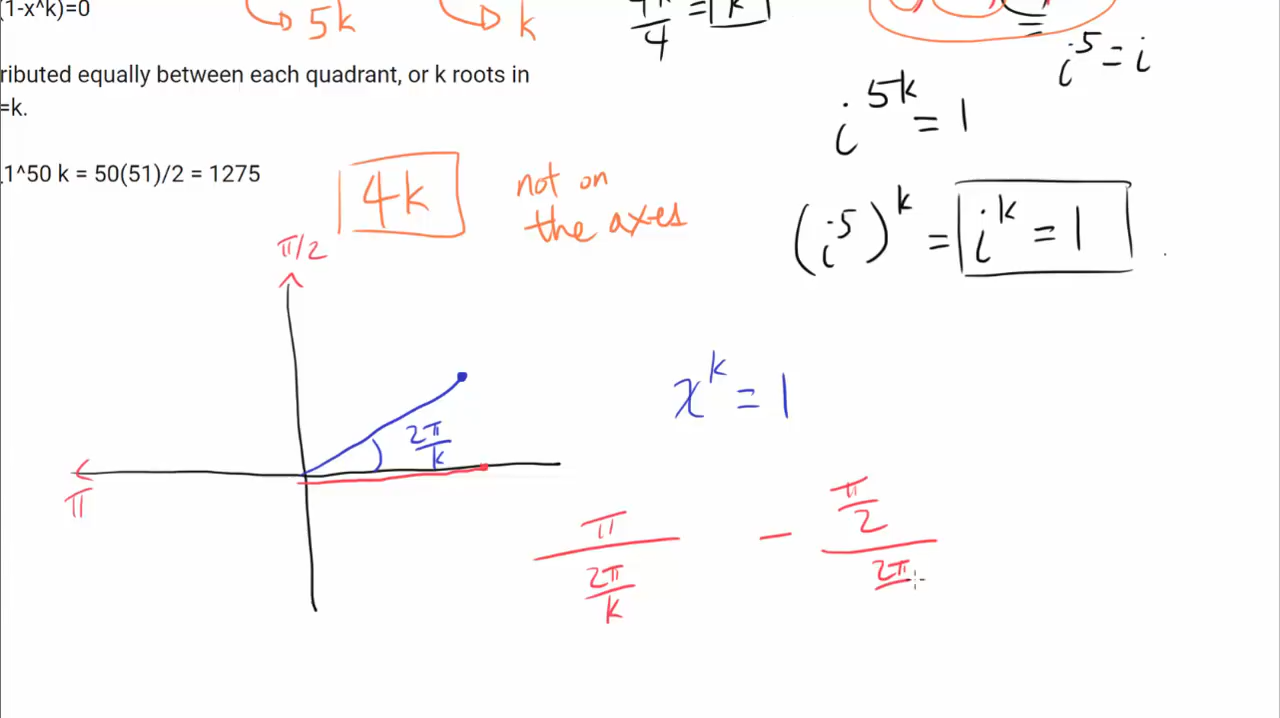 (1-x^k)=0
5k
k
4 = k
i^5 = i
ributed equally between each quadrant, or k roots in
=k.
i^5k = 1
1^50 k = 50(51)/2 = 1275
4k
not on
the axes
(i^5)^k = i^k = 1
π/2
x^k = 1
2π/k
π
π/(2π/k) - (π/2)/(2π